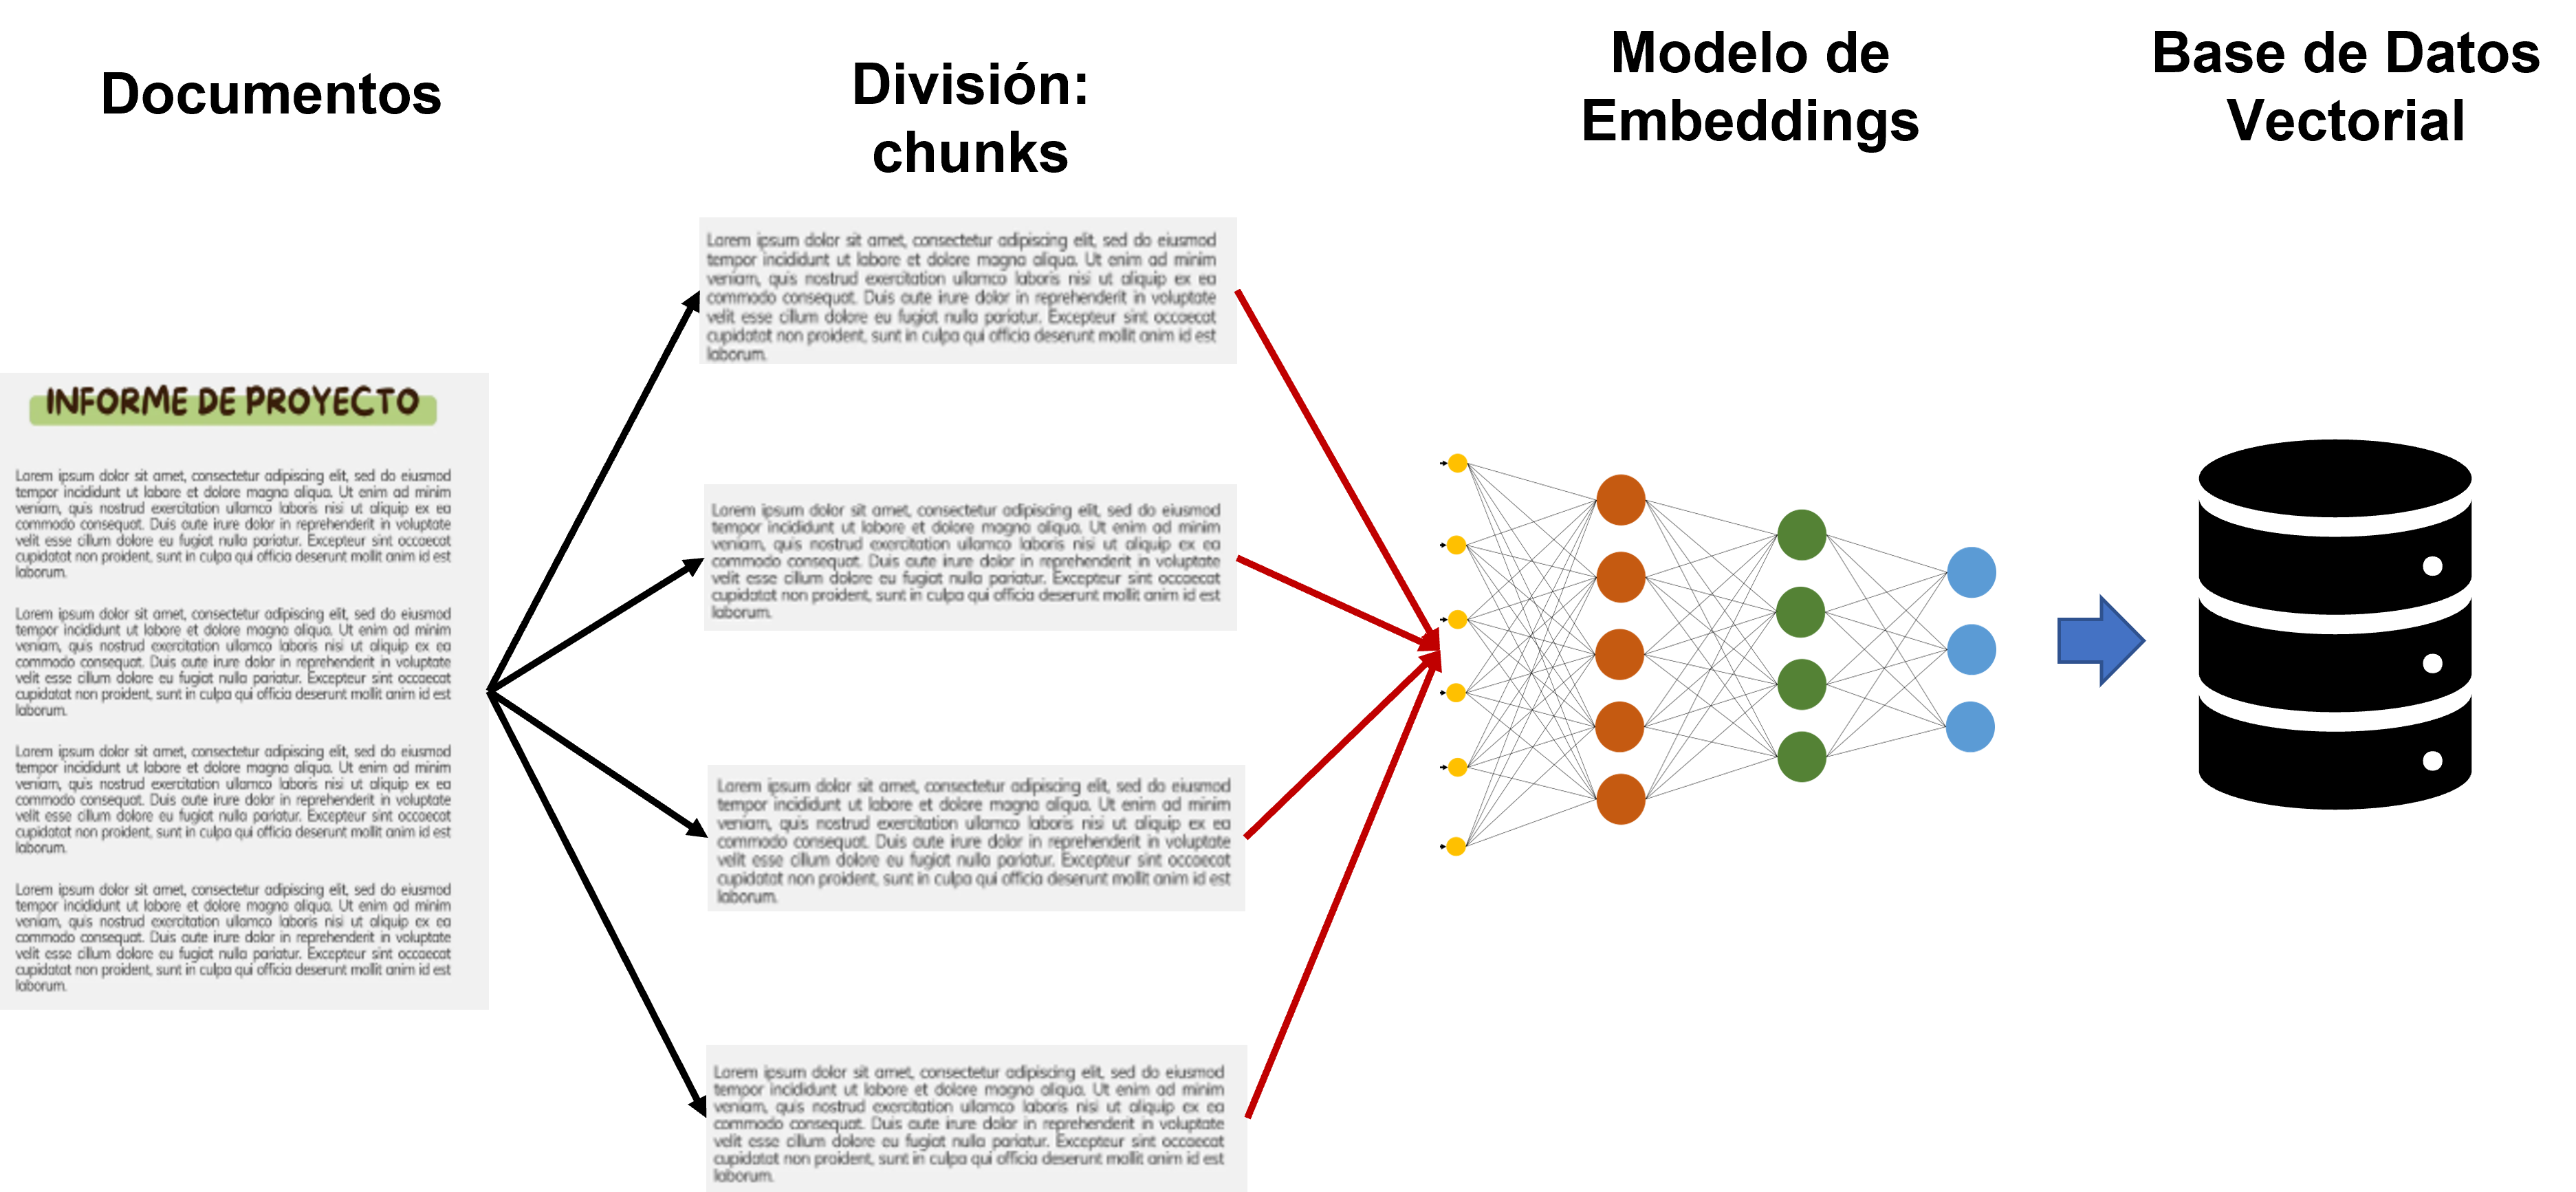 Documentos
División:
chunks
Modelo de
Embeddings
Base de Datos
Vectorial
INFORME DE PROYECTO
Lorem ipsum dolor sit amet, consectetur adipiscing elit, sed do eiusmod
tempor incididunt ut labore et dolore magna aliqua. Ut enim ad minim
veniam, quis nostrud exercitation ullamco laboris nisi ut aliquip ex ea
commodo consequat. Duis aute irure dolor in reprehenderit in voluptate
velit esse cillum dolore eu fugiat nulla pariatur. Excepteur sint occaecat
cupidatat non proident, sunt in culpa qui officia deserunt mollit anim id est
laborum.
Lorem ipsum dolor sit amet, consectetur adipiscing elit, sed do eiusmod
tempor incididunt ut labore et dolore magna aliqua. Ut enim ad minim
veniam, quis nostrud exercitation ullamco laboris nisi ut aliquip ex ea
commodo consequat. Duis aute irure dolor in reprehenderit in voluptate
velit esse cillum dolore eu fugiat nulla pariatur. Excepteur sint occaecat
cupidatat non proident, sunt in culpa qui officia deserunt mollit anim id est
laborum.
Lorem ipsum dolor sit amet, consectetur adipiscing elit, sed do eiusmod
tempor incididunt ut labore et dolore magna aliqua. Ut enim ad minim
veniam, quis nostrud exercitation ullamco laboris nisi ut aliquip ex ea
commodo consequat. Duis aute irure dolor in reprehenderit in voluptate
velit esse cillum dolore eu fugiat nulla pariatur. Excepteur sint occaecat
cupidatat non proident, sunt in culpa qui officia deserunt mollit anim id est
laborum.
Lorem ipsum dolor sit amet, consectetur adipiscing elit, sed do eiusmod
tempor incididunt ut labore et dolore magna aliqua. Ut enim ad minim
veniam, quis nostrud exercitation ullamco laboris nisi ut aliquip ex ea
commodo consequat. Duis aute irure dolor in reprehenderit in voluptate
velit esse cillum dolore eu fugiat nulla pariatur. Excepteur sint occaecat
cupidatat non proident, sunt in culpa qui officia deserunt mollit anim id est
laborum.
Lorem ipsum dolor sit amet, consectetur adipiscing elit, sed do eiusmod
tempor incididunt ut labore et dolore magna aliqua. Ut enim ad minim
veniam, quis nostrud exercitation ullamco laboris nisi ut aliquip ex ea
commodo consequat. Duis aute irure dolor in reprehenderit in voluptate
velit esse cillum dolore eu fugiat nulla pariatur. Excepteur sint occaecat
cupidatat non proident, sunt in culpa qui officia deserunt mollit anim id est
laborum.
Lorem ipsum dolor sit amet, consectetur adipiscing elit, sed do eiusmod
tempor incididunt ut labore et dolore magna aliqua. Ut enim ad minim
veniam, quis nostrud exercitation ullamco laboris nisi ut aliquip ex ea
commodo consequat. Duis aute irure dolor in reprehenderit in voluptate
velit esse cillum dolore eu fugiat nulla pariatur. Excepteur sint occaecat
cupidatat non proident, sunt in culpa qui officia deserunt mollit anim id est
laborum.
Lorem ipsum dolor sit amet, consectetur adipiscing elit, sed do eiusmod
tempor incididunt ut labore et dolore magna aliqua. Ut enim ad minim
veniam, quis nostrud exercitation ullamco laboris nisi ut aliquip ex ea
commodo consequat. Duis aute irure dolor in reprehenderit in voluptate
velit esse cillum dolore eu fugiat nulla pariatur. Excepteur sint occaecat
cupidatat non proident, sunt in culpa qui officia deserunt mollit anim id est
laborum.
Lorem ipsum dolor sit amet, consectetur adipiscing elit, sed do eiusmod
tempor incididunt ut labore et dolore magna aliqua. Ut enim ad minim
veniam, quis nostrud exercitation ullamco laboris nisi ut aliquip ex ea
commodo consequat. Duis aute irure dolor in reprehenderit in voluptate
velit esse cillum dolore eu fugiat nulla pariatur. Excepteur sint occaecat
cupidatat non proident, sunt in culpa qui officia deserunt mollit anim id est
laborum.